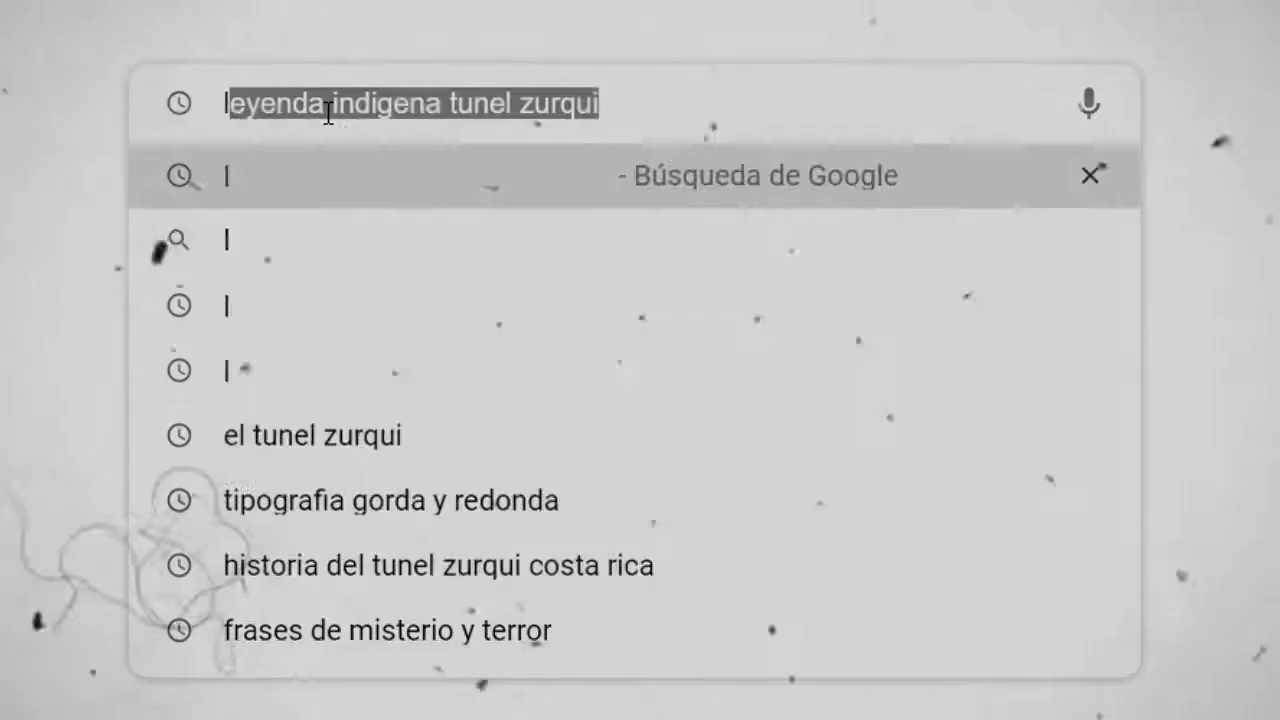 leyenda indigena tunel zurqui
l - Búsqueda de Google
l
l
l
el tunel zurqui
tipografia gorda y redonda
historia del tunel zurqui costa rica
frases de misterio y terror